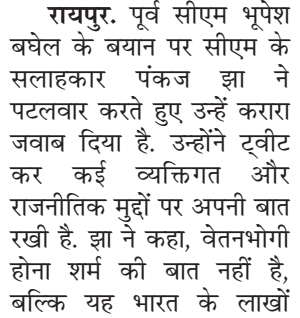 रायपुर. पूर्व सीएम भूपेश
बघेल के बयान पर सीएम के
सलाहकार पंकज झा ने
पटलवार करते हुए उन्हें करारा
जवाब दिया है. उन्होंने ट्वीट
कर कई व्यक्तिगत और
राजनीतिक मुद्दों पर अपनी बात
रखी है. झा ने कहा, वेतनभोगी
होना शर्म की बात नहीं है,
बल्कि यह भारत के लाखों